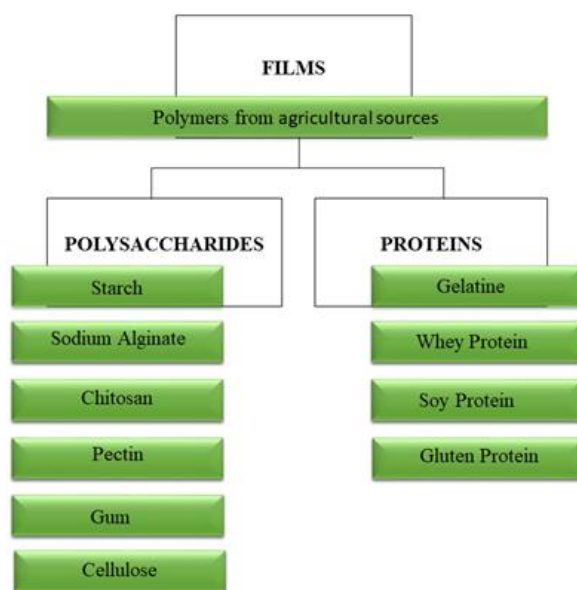 FILMS
Polymers from agricultural sources
POLYSACCHARIDES
Starch
Sodium Alginate
Chitosan
Pectin
Gum
Cellulose
PROTEINS
Gelatine
Whey Protein
Soy Protein
Gluten Protein